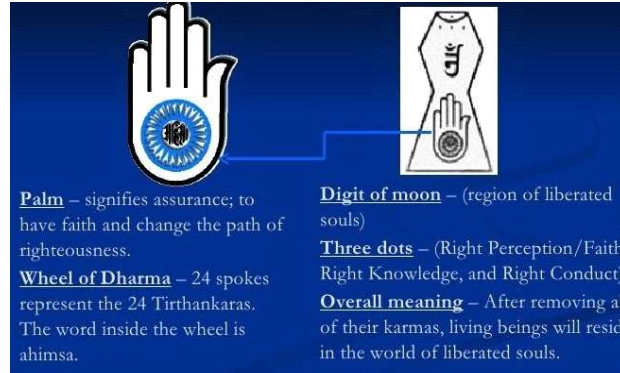 अहिंसा
Palm – signifies assurance; to
have faith and change the path of
righteousness.
Wheel of Dharma – 24 spokes
represent the 24 Tirthankaras.
The word inside the wheel is
ahimsa.
Digit of moon – (region of liberated
souls)
Three dots – (Right Perception/Faith
Right Knowledge, and Right Conduct)
Overall meaning – After removing
of their karmas, living beings will
in the world of liberated souls.